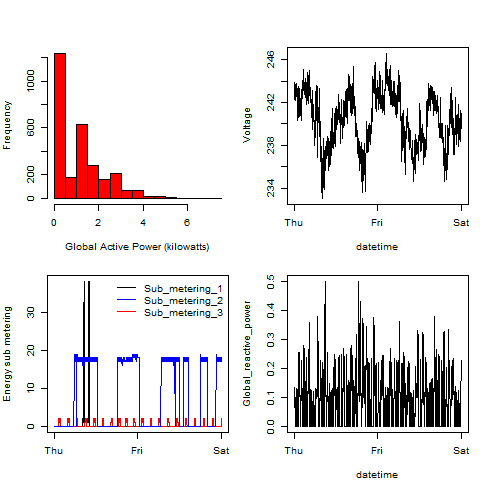 Frequency
0 200 600 1000
0 2 4 6
Global Active Power (kilowatts)
Voltage
234 238 242 246
Thu Fri Sat
datetime
Energy sub metering
0 10 20 30
Sub_metering_1
Sub_metering_2
Sub_metering_3
Thu Fri Sat
Global_reactive_power
0.0 0.1 0.2 0.3 0.4 0.5
Thu Fri Sat
datetime